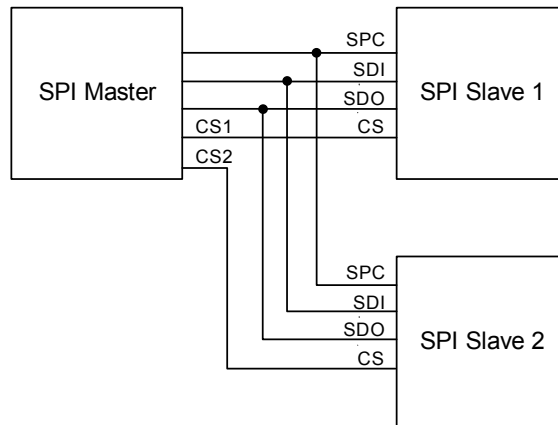 SPC
SDI
SPI Master
SPI Slave 1
SDO
CS1
CS
CS2
SPC
SDI
SDO
SPI Slave 2
CS